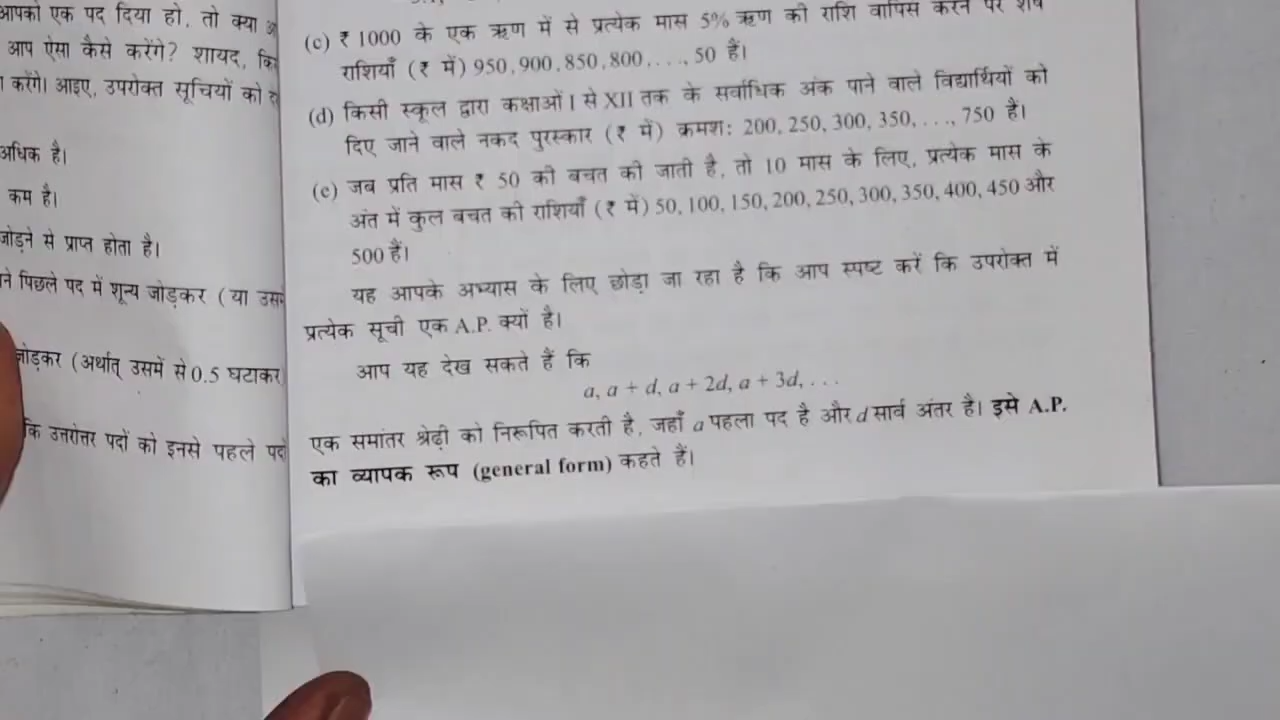 आपको एक पद दिया हो, तो क्या
आप ऐसा कैसे करेंगे? शायद,
करेंगे। आइए, उपरोक्त सूचियों को
अधिक है।
कम है।
जोड़ने से प्राप्त होता है।
पिछले पद में शून्य जोड़कर (या
जोड़कर (अर्थात् उसमें से 0.5 घटाकर
कि उत्तरोत्तर पदों को इनसे पहले
(c) ₹ 1000 के एक ऋण में से प्रत्येक मास 5% ऋण की राशि वापिस करने पर शेष
राशियाँ (₹ में) 950, 900, 850, 800, . . ., 50 हैं।
(d) किसी स्कूल द्वारा कक्षाओं I से XII तक के सर्वाधिक अंक पाने वाले विद्यार्थियों को
दिए जाने वाले नकद पुरस्कार (₹ में) क्रमश: 200, 250, 300, 350, . . ., 750 हैं।
(e) जब प्रति मास ₹ 50 की बचत की जाती है, तो 10 मास के लिए, प्रत्येक मास के
अंत में कुल बचत की राशियाँ (₹ में) 50, 100, 150, 200, 250, 300, 350, 400, 450 और
500 हैं।
यह आपके अभ्यास के लिए छोड़ा जा रहा है कि आप स्पष्ट करें कि उपरोक्त में
प्रत्येक सूची एक A.P. क्यों है।
आप यह देख सकते हैं कि
a, a + d, a + 2d, a + 3d, . . .
एक समांतर श्रेढ़ी को निरूपित करती है, जहाँ a पहला पद है और d सार्व अंतर है। इसे A.P.
का व्यापक रूप (general form) कहते हैं।